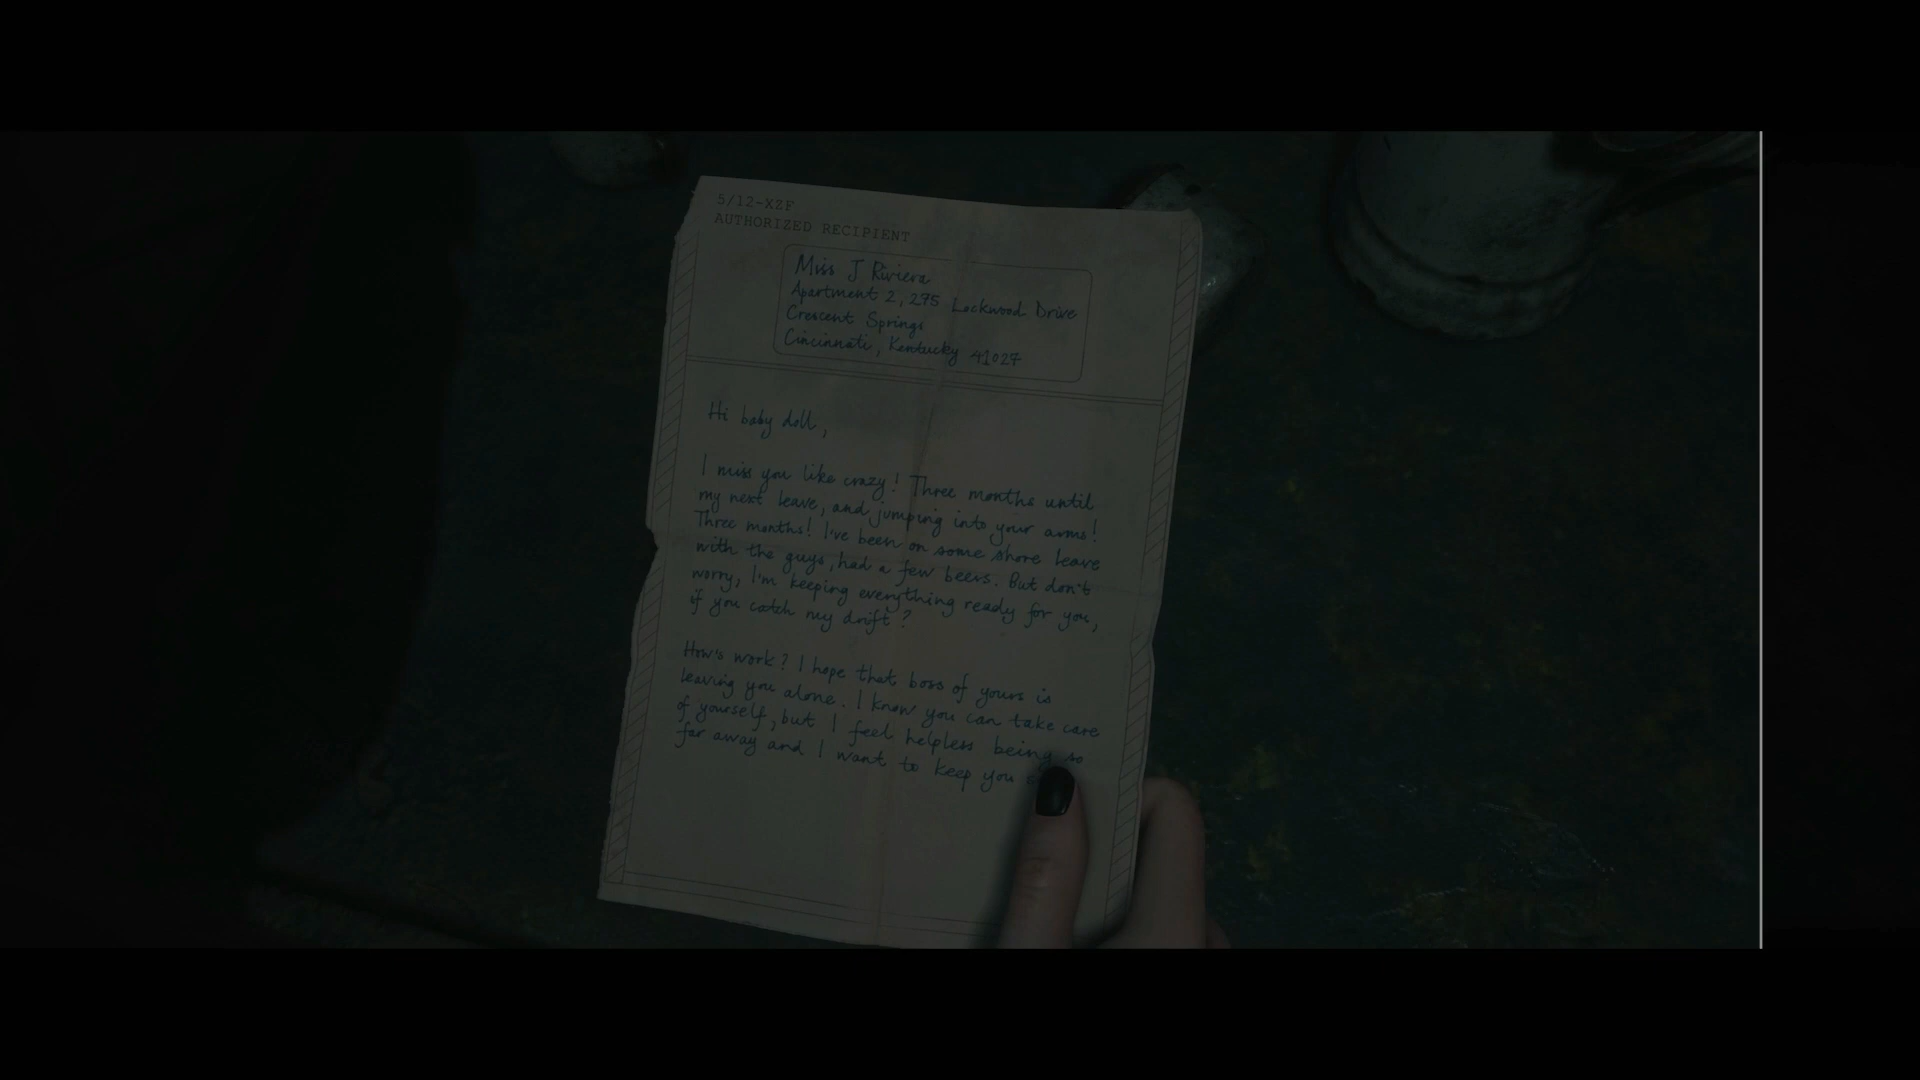 5/12-X2F
AUTHORIZED RECIPIENT
Miss J Riviera
Apartment 2, 275 Lockwood Drive
Crescent Springs
Cincinnati, Kentucky 41027
Hi baby doll,
I miss you like crazy! Three months until
my next leave, and jumping into your arms!
Three months! I've been on some shore leave
with the guys, had a few beers. But don't
worry, I'm keeping everything ready for you,
if you catch my drift?
How's work? I hope that boss of yours is
leaving you alone. I know you can take care
of yourself, but I feel helpless being so
far away and I want to keep you